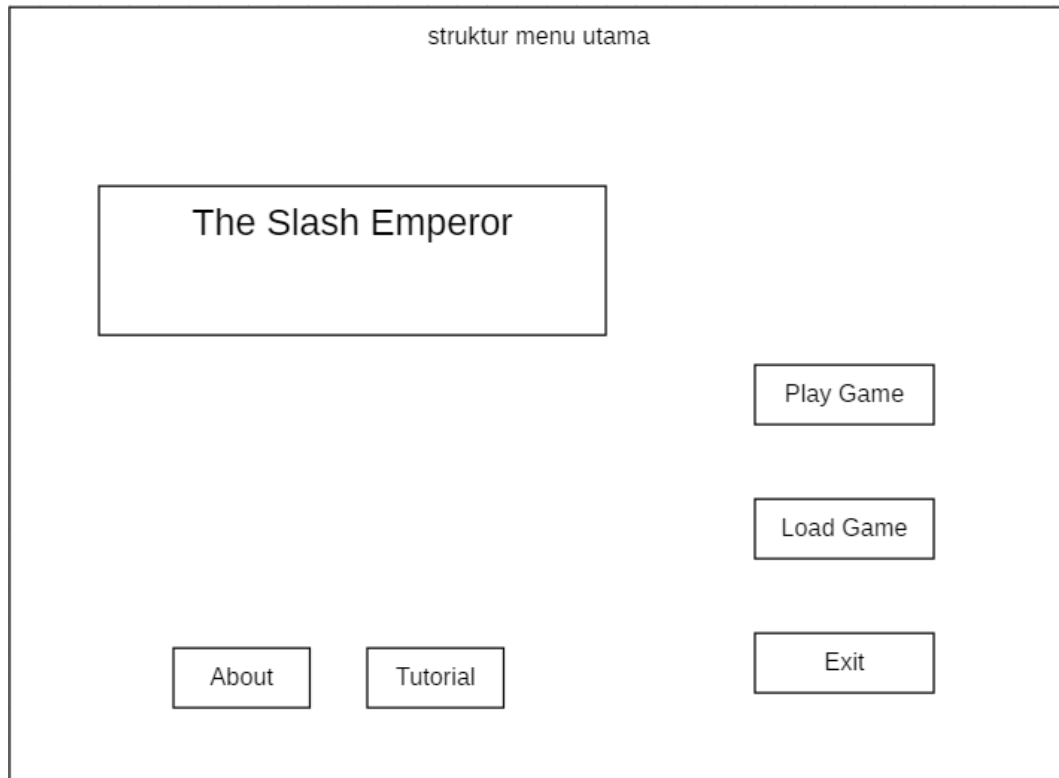 struktur menu utama
The Slash Emperor
Play Game
Load Game
Exit
About
Tutorial